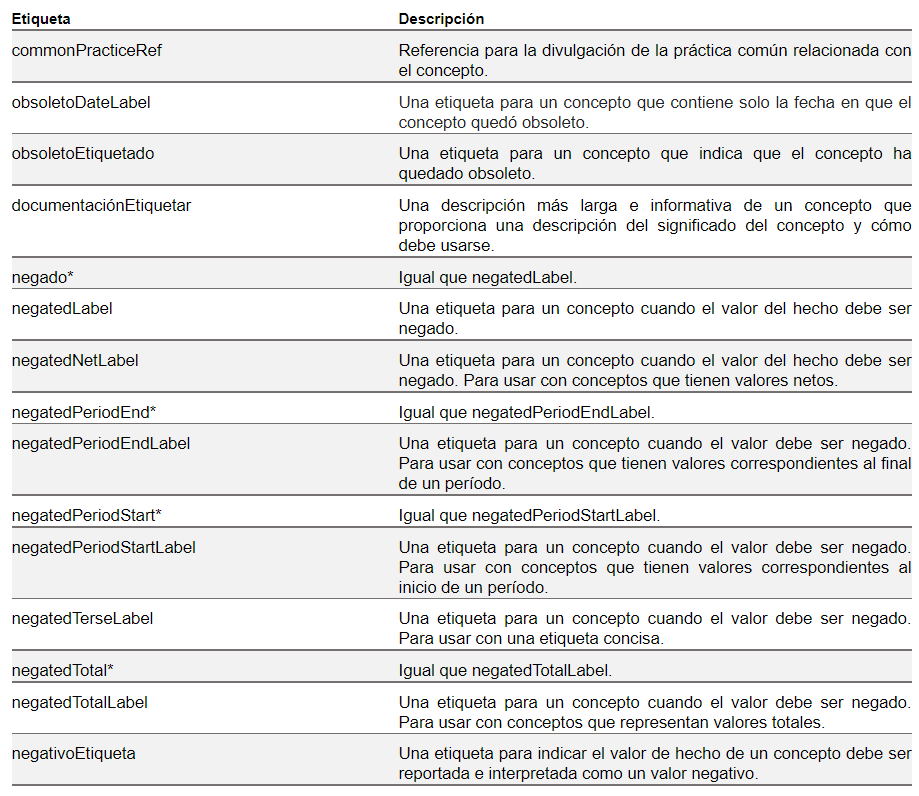 Etiqueta Descripción
commonPracticeRef Referencia para la divulgación de la práctica común relacionada con
el concepto.
obsoletoDateLabel Una etiqueta para un concepto que contiene solo la fecha en que el
concepto quedó obsoleto.
obsoletoEtiquetado Una etiqueta para un concepto que indica que el concepto ha
quedado obsoleto.
documentaciónEtiquetar Una descripción más larga e informativa de un concepto que
proporciona una descripción del significado del concepto y cómo
debe usarse.
negado* Igual que negatedLabel.
negatedLabel Una etiqueta para un concepto cuando el valor del hecho debe ser
negado.
negatedNetLabel Una etiqueta para un concepto cuando el valor del hecho debe ser
negado. Para usar con conceptos que tienen valores netos.
negatedPeriodEnd* Igual que negatedPeriodEndLabel.
negatedPeriodEndLabel Una etiqueta para un concepto cuando el valor debe ser negado.
Para usar con conceptos que tienen valores correspondientes al final
de un período.
negatedPeriodStart* Igual que negatedPeriodStartLabel.
negatedPeriodStartLabel Una etiqueta para un concepto cuando el valor debe ser negado.
Para usar con conceptos que tienen valores correspondientes al
inicio de un período.
negatedTerseLabel Una etiqueta para un concepto cuando el valor debe ser negado.
Para usar con una etiqueta concisa.
negatedTotal* Igual que negatedTotalLabel.
negatedTotalLabel Una etiqueta para un concepto cuando el valor debe ser negado.
Para usar con conceptos que representan valores totales.
negativoEtiqueta Una etiqueta para indicar el valor de hecho de un concepto debe ser
reportada e interpretada como un valor negativo.